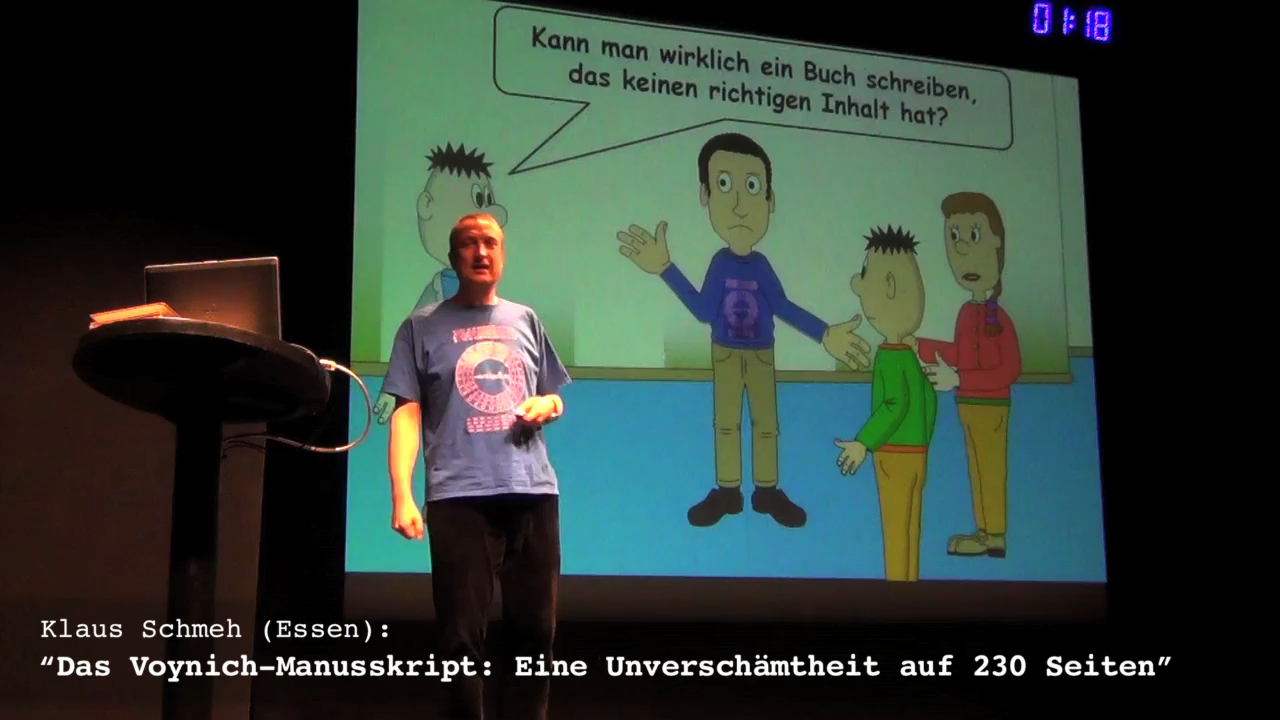 01:18
Kann man wirklich ein Buch schreiben,
das keinen richtigen Inhalt hat?
Klaus Schmeh (Essen):
“Das Voynich-Manusskript: Eine Unverschämtheit auf 230 Seiten”